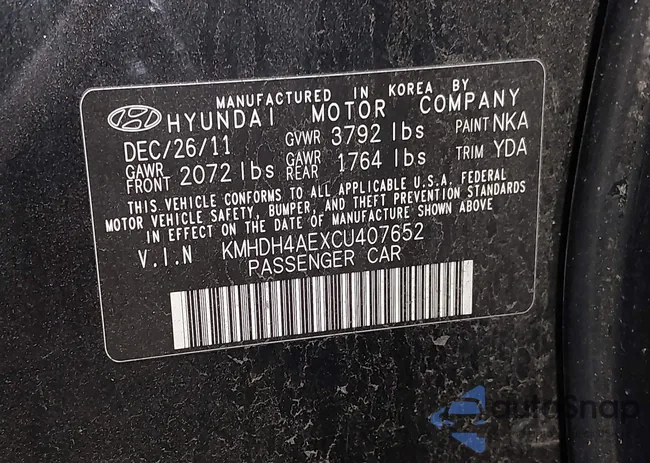 MANUFACTURED IN KOREA BY
HYUNDAI MOTOR COMPANY
DEC/26/11 GVWR 3792 lbs PAINT NKA
GAWR FRONT 2072 lbs GAWR REAR 1764 lbs TRIM YDA
THIS VEHICLE CONFORMS TO ALL APPLICABLE U.S.A. FEDERAL
MOTOR VEHICLE SAFETY, BUMPER, AND THEFT PREVENTION STANDARDS
IN EFFECT ON THE DATE OF MANUFACTURE SHOWN ABOVE
V.I.N KMHDH4AEXCU407652
PASSENGER CAR
autoSnap